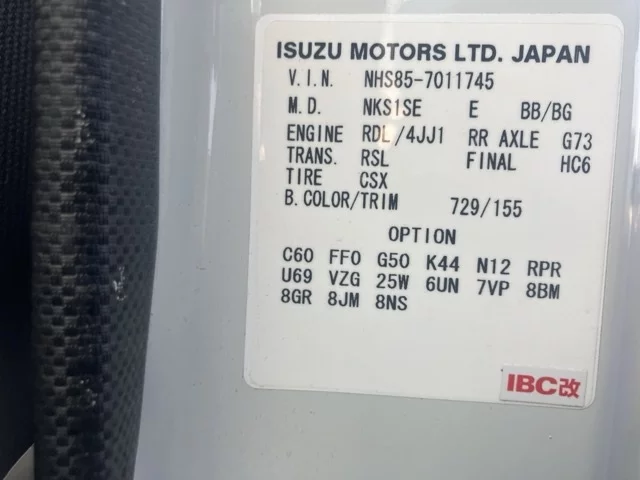 ISUZU MOTORS LTD. JAPAN
V.I.N. NHS85-7011745
M.D. NKS1SE E BB/BG
ENGINE RDL/4JJ1 RR AXLE G73
TRANS. RSL FINAL HC6
TIRE CSX
B.COLOR/TRIM 729/155
OPTION
C60 FF0 G50 K44 N12 RPR
U69 VZG 25W 6UN 7VP 8BM
8GR 8JM 8NS
IBC改